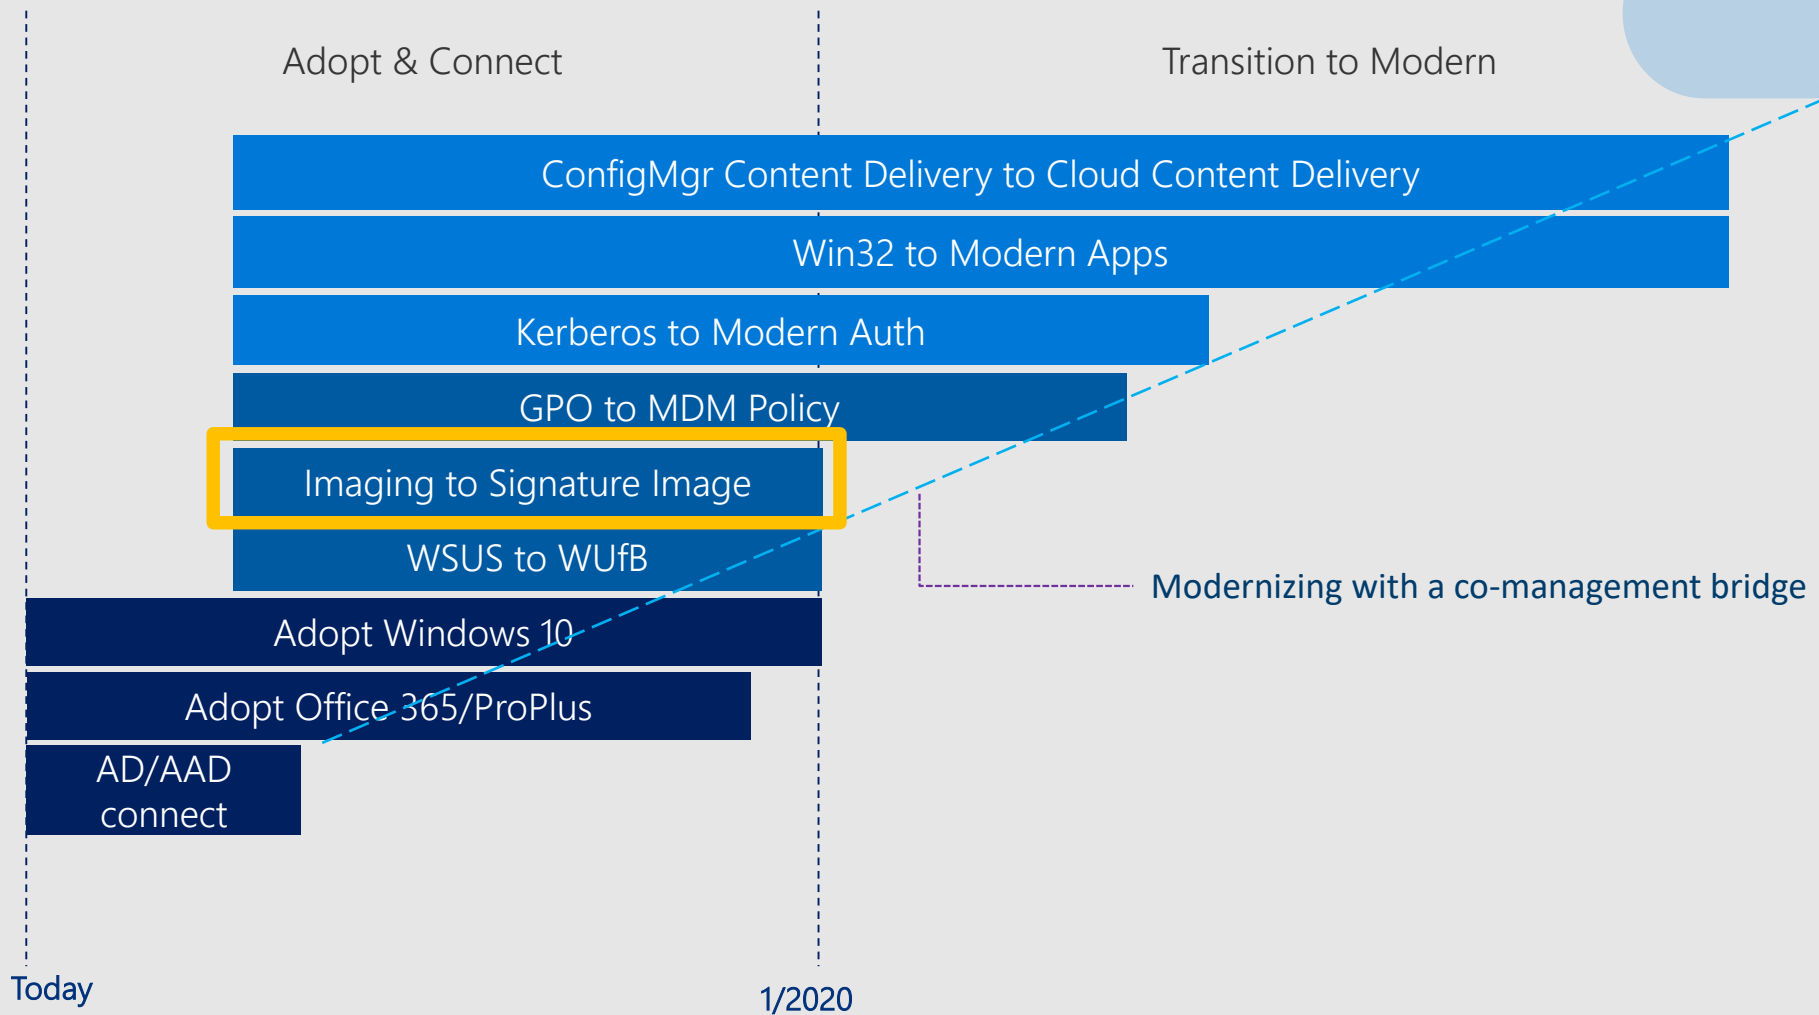 Adopt & Connect
Transition to Modern
ConfigMgr Content Delivery to Cloud Content Delivery
Win32 to Modern Apps
Kerberos to Modern Auth
GPO to MDM Policy
Imaging to Signature Image
WSUS to WUfB
Modernizing with a co-management bridge
Adopt Windows 10
Adopt Office 365/ProPlus
AD/AAD
connect
Today
1/2020